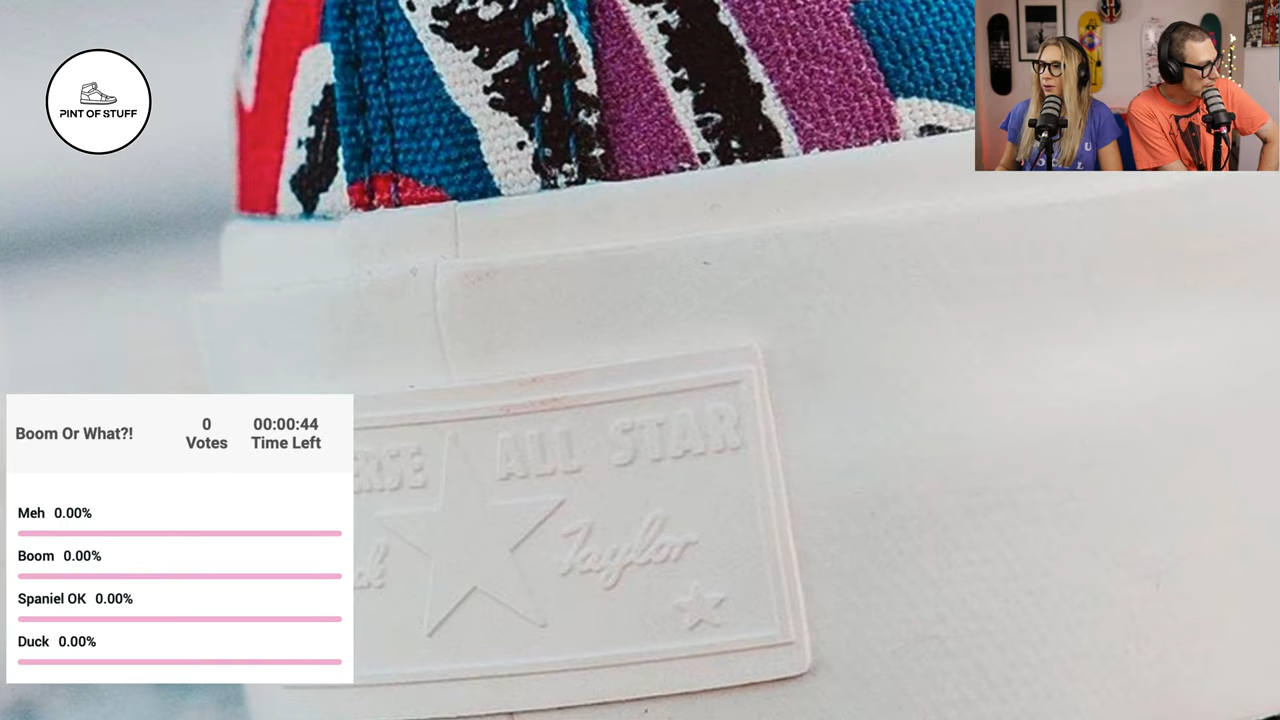 PINT OF STUFF
Boom Or What?!
0
Votes
00:00:44
Time Left
Meh 0.00%
Boom 0.00%
Spaniel OK 0.00%
Duck 0.00%
ALL STAR
Taylor